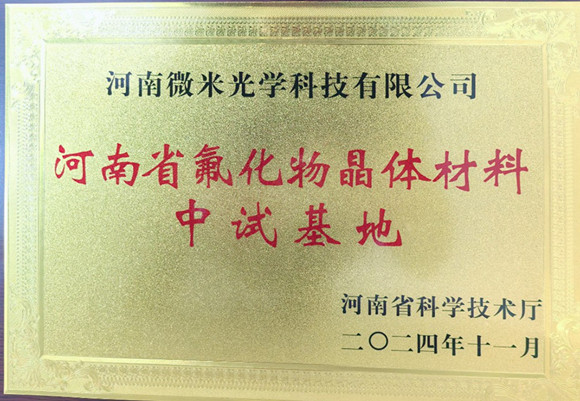 河南微米光学科技有限公司
河南省氟化物晶体材料
中试基地
河南省科学技术厅
二〇二四年十一月